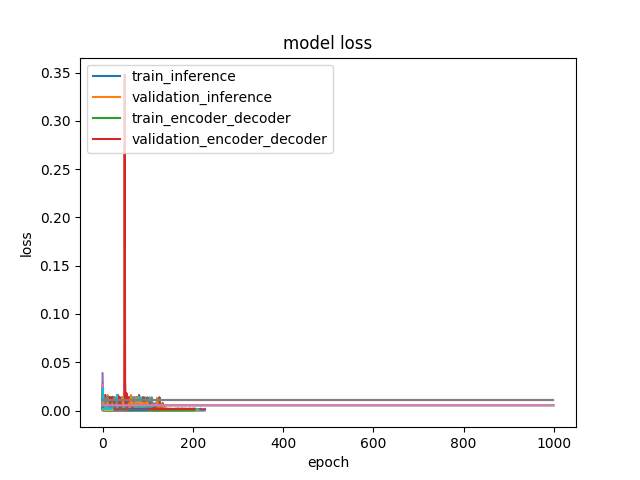 model loss
train_inference
validation_inference
train_encoder_decoder
validation_encoder_decoder
0.35
0.30
0.25
0.20
0.15
0.10
0.05
0.00
loss
0
200
400
600
800
1000
epoch